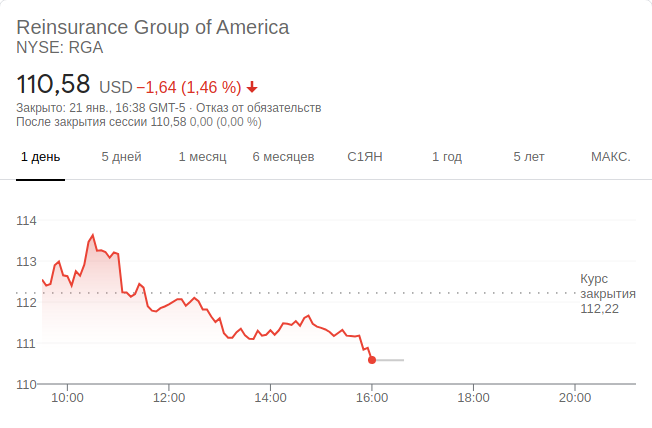 Reinsurance Group of America
NYSE: RGA
110,58 USD −1,64 (1,46 %)
Закрыто: 21 янв., 16:38 GMT-5 · Отказ от обязательств
После закрытия сессии 110,58 0,00 (0,00 %)
1 день 5 дней 1 месяц 6 месяцев С1ЯН 1 год 5 лет МАКС.
114
113
Курс
закрытия
112,22
112
111
110
10:00 12:00 14:00 16:00 18:00 20:00